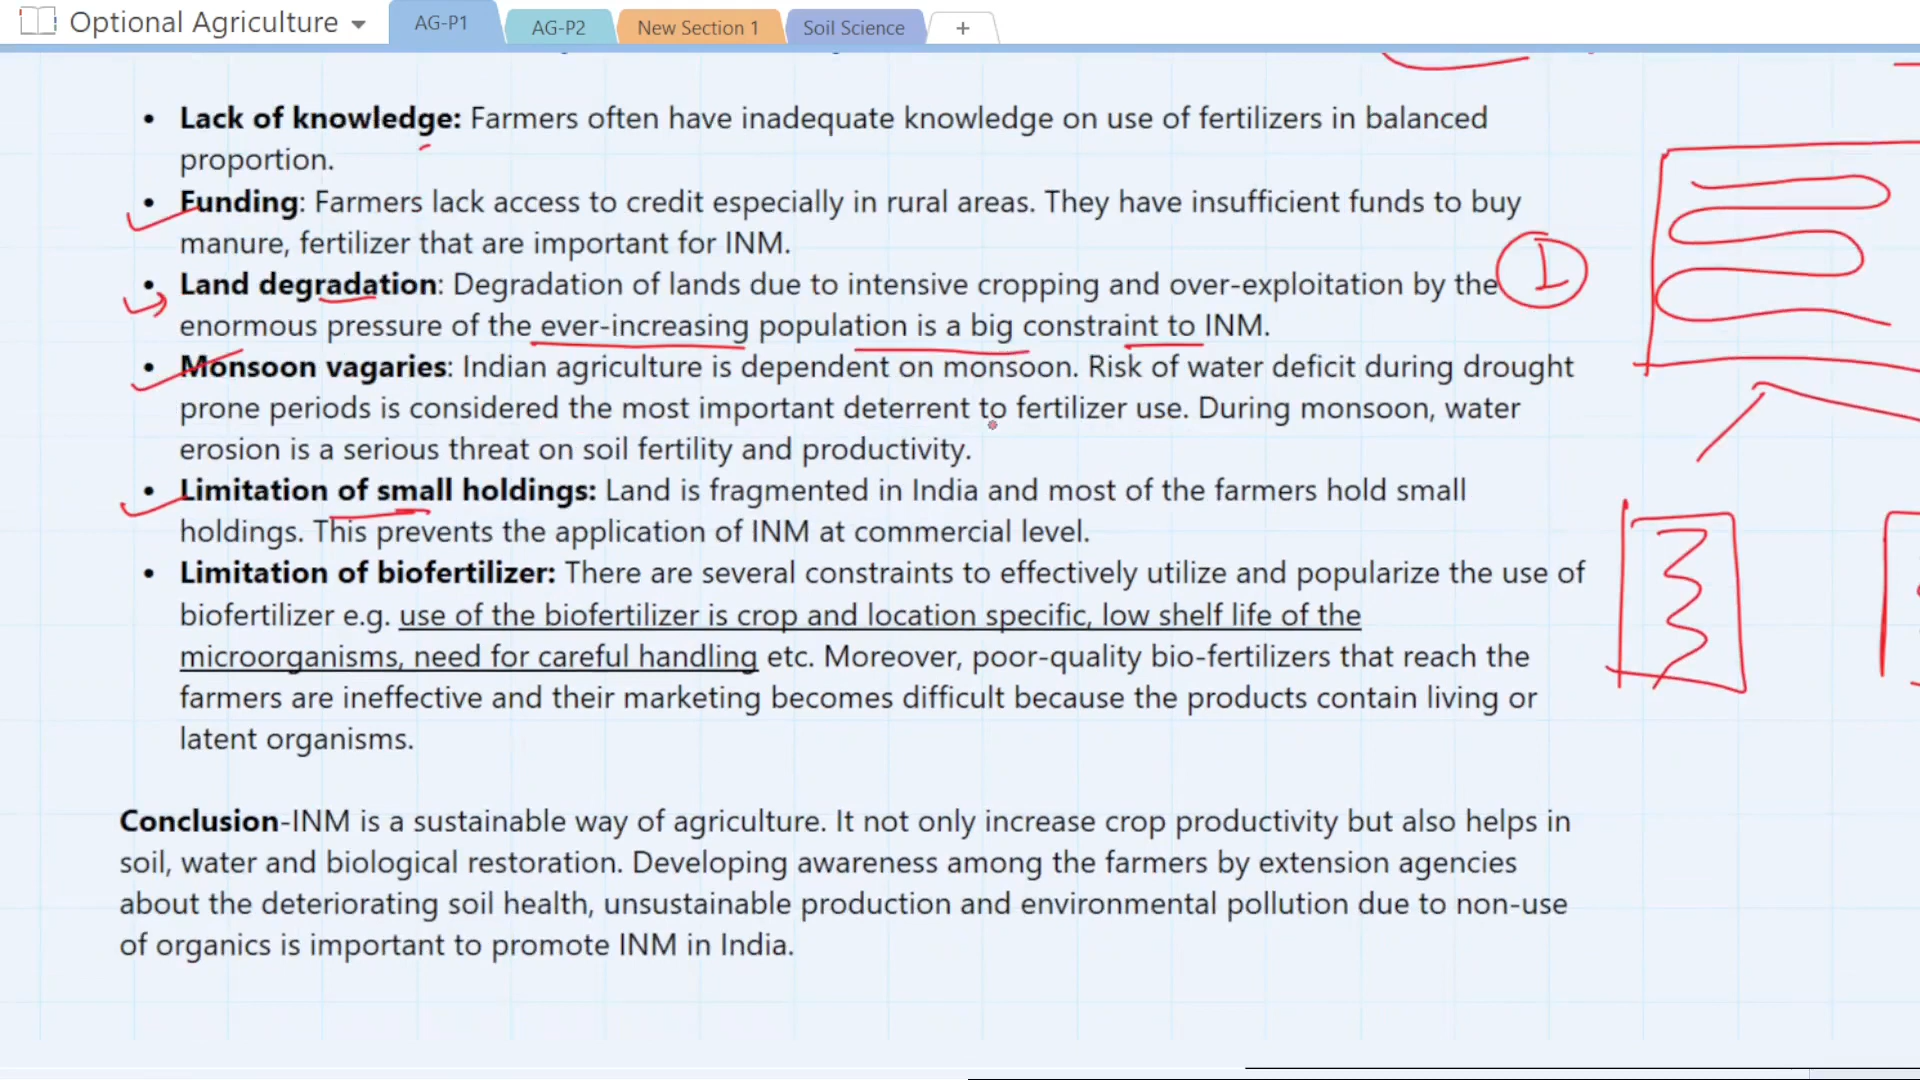 Optional Agriculture
AG-P1
AG-P2
New Section 1
Soil Science
+
• Lack of knowledge: Farmers often have inadequate knowledge on use of fertilizers in balanced
proportion.
• Funding: Farmers lack access to credit especially in rural areas. They have insufficient funds to buy
manure, fertilizer that are important for INM.
• Land degradation: Degradation of lands due to intensive cropping and over-exploitation by the
enormous pressure of the ever-increasing population is a big constraint to INM.
• Monsoon vagaries: Indian agriculture is dependent on monsoon. Risk of water deficit during drought
prone periods is considered the most important deterrent to fertilizer use. During monsoon, water
erosion is a serious threat on soil fertility and productivity.
• Limitation of small holdings: Land is fragmented in India and most of the farmers hold small
holdings. This prevents the application of INM at commercial level.
• Limitation of biofertilizer: There are several constraints to effectively utilize and popularize the use of
biofertilizer e.g. use of the biofertilizer is crop and location specific, low shelf life of the
microorganisms, need for careful handling etc. Moreover, poor-quality bio-fertilizers that reach the
farmers are ineffective and their marketing becomes difficult because the products contain living or
latent organisms.
Conclusion-INM is a sustainable way of agriculture. It not only increase crop productivity but also helps in
soil, water and biological restoration. Developing awareness among the farmers by extension agencies
about the deteriorating soil health, unsustainable production and environmental pollution due to non-use
of organics is important to promote INM in India.